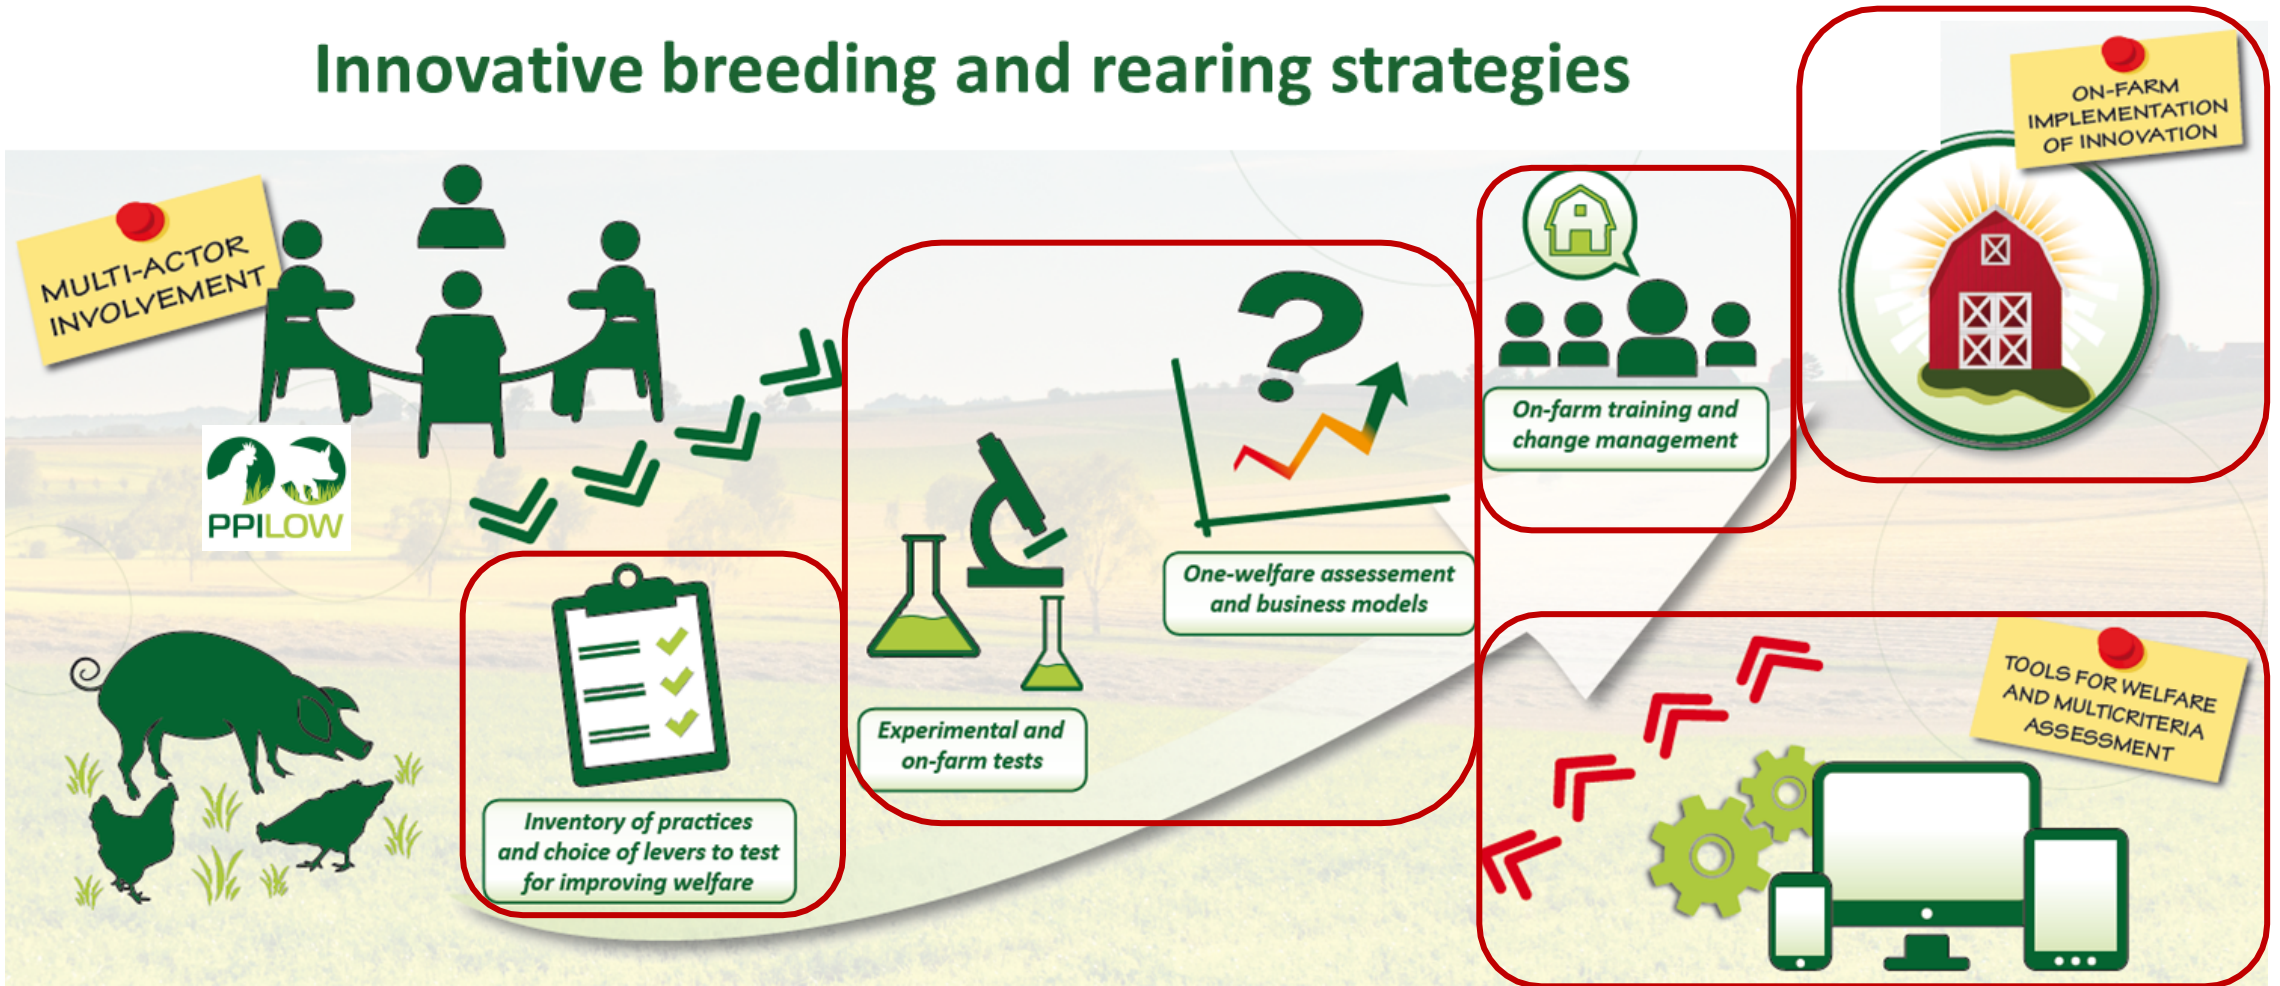 Innovative breeding and rearing strategies
MULTI-ACTOR
INVOLVEMENT
PPILOW
Inventory of practices
and choice of levers to test
for improving welfare
Experimental and
on-farm tests
One-welfare assessement
and business models
On-farm training and
change management
ON-FARM
IMPLEMENTATION
OF INNOVATION
TOOLS FOR WELFARE
AND MULTICRITERIA
ASSESSMENT